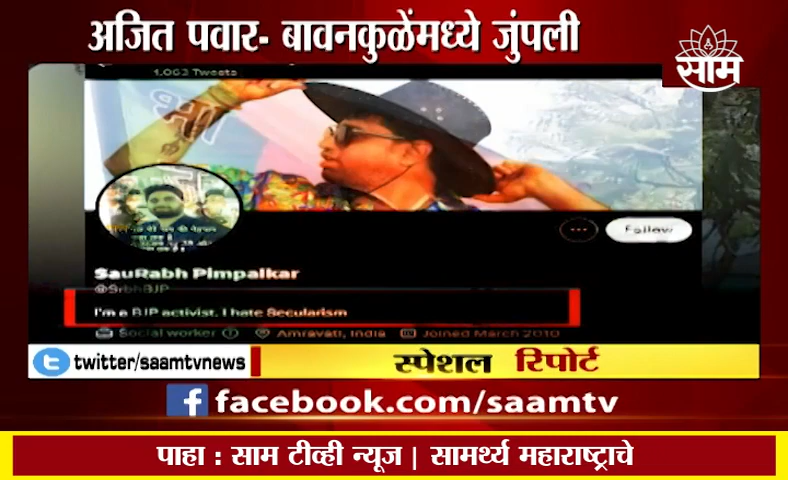 अजित पवार- बावनकुळेंमध्ये जुंपली
साम
1,063 Tweets
Follow
SauRabh Pimpalkar
@SrbhBJP
I'm a BJP activist. I hate Secularism
Social worker Amravati, India Joined March 2010
twitter/saamtvnews स्पेशल रिपोर्ट
facebook.com/saamtv
पाहा : साम टीव्ही न्यूज | सामर्थ्य महाराष्ट्राचे